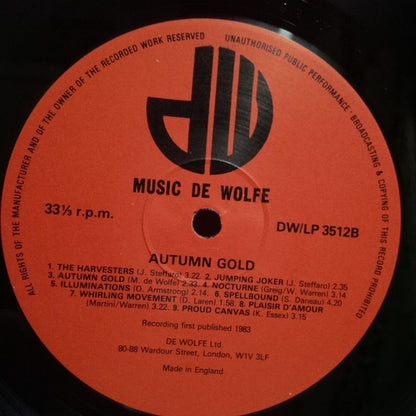 ALL RIGHTS OF THE MANUFACTURER AND OF THE OWNER OF THE RECORDED WORK RESERVED
UNAUTHORISED PUBLIC PERFORMANCE · BROADCASTING & COPYING OF THIS RECORD PROHIBITED
dW
MUSIC DE WOLFE
33⅓ r.p.m.
DW/LP 3512B
AUTUMN GOLD
1. THE HARVESTERS (J. Steffaro) 3.22. 2. JUMPING JOKER (J. Steffaro) 2.35
3. AUTUMN GOLD (M. de Wolfe) 2.33. 4. NOCTURNE (Greig/W. Warren) 3.14
5. ILLUMINATIONS (O. Armstrong) 2.14. 6. SPELLBOUND (S. Daneau) 4.20
7. WHIRLING MOVEMENT (D. Laren) 1.58. 8. PLAISIR D'AMOUR
(Martini/Warren) 3.22. 9. PROUD CANVAS (K. Essex) 3.15
Recording first published 1983
DE WOLFE Ltd.
80-88 Wardour Street, London, W1V 3LF
Made in England